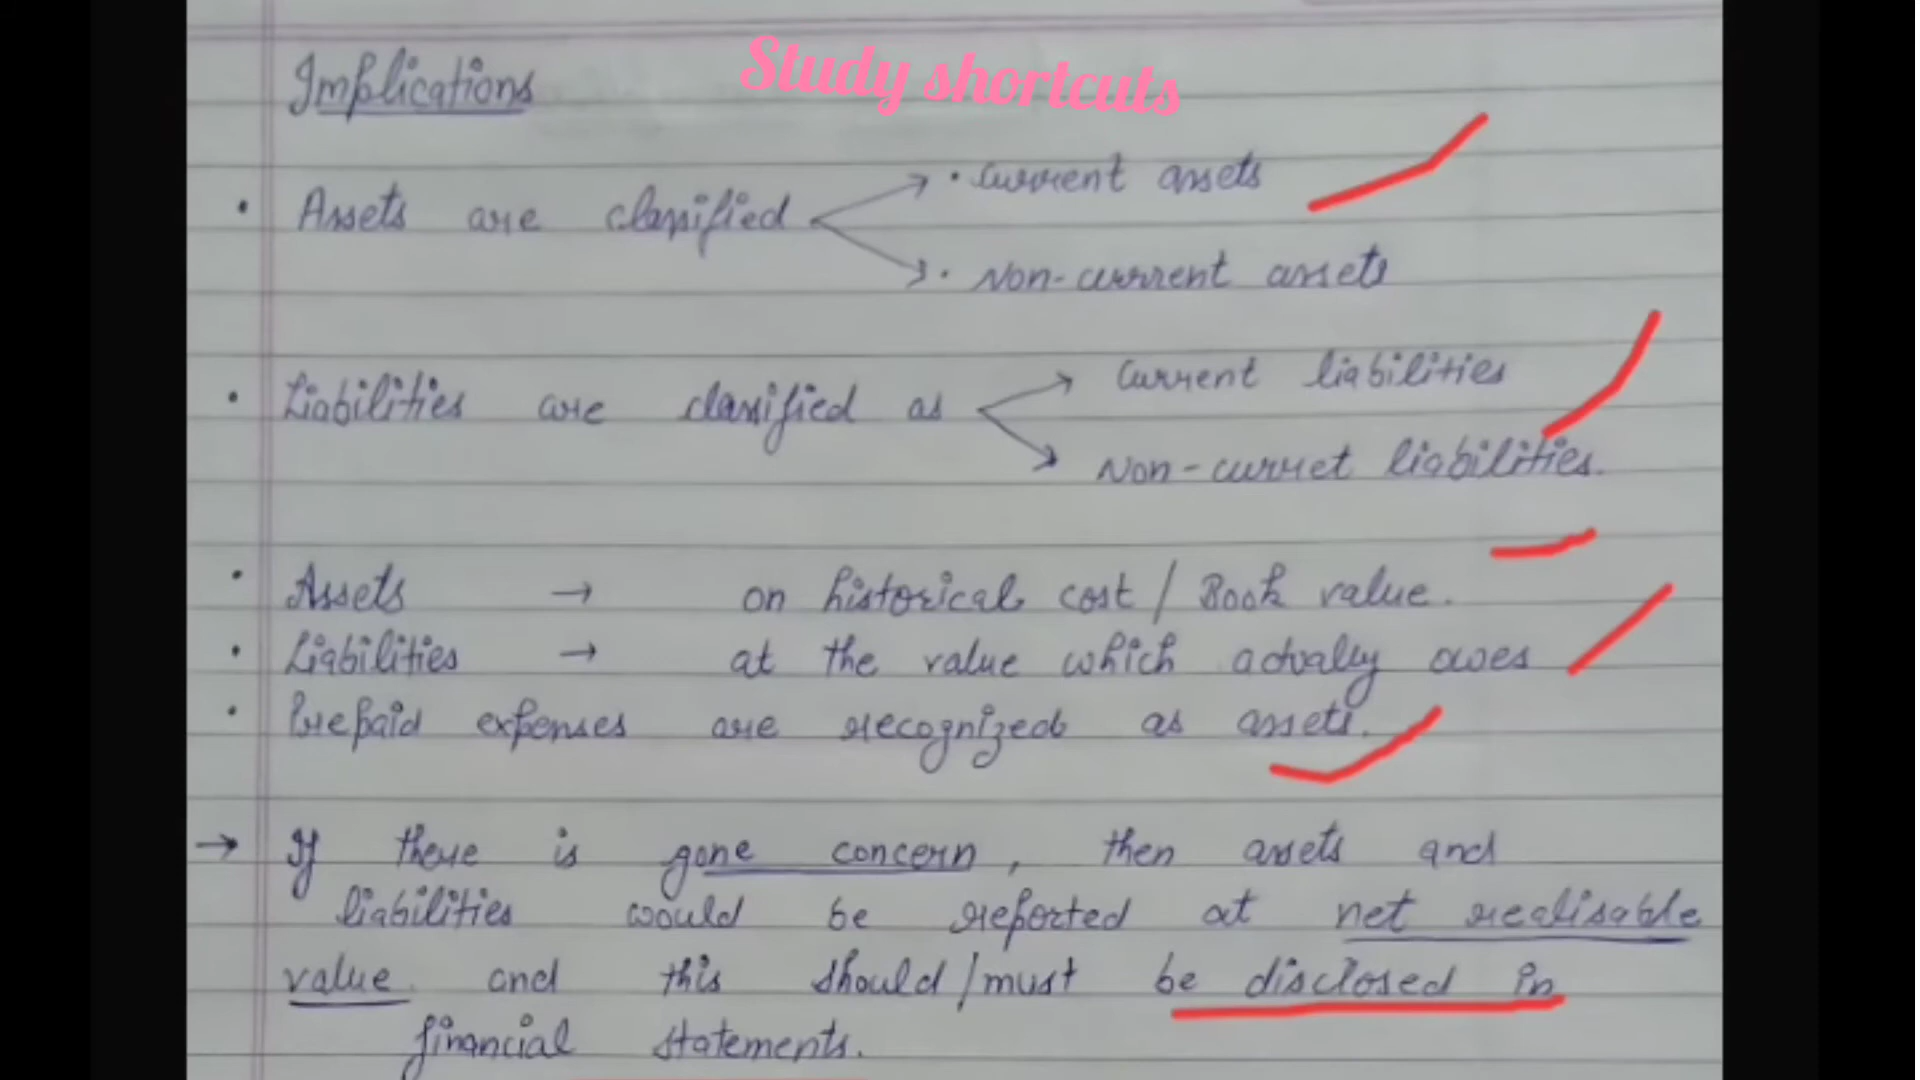 Study shortcuts
Implications
• Assets are classified → • Current assets
→ • Non-current assets
• Liabilities are classified as → Current liabilities
→ Non-curret liabilities.
• Assets → on historical cost / Book value.
• Liabilities → at the value which actually owes
• Prepaid expenses are recognized as assets.
→ If there is gone concern, then assets and
liabilities would be reported at net realisable
value and this should/must be disclosed in
financial statements.